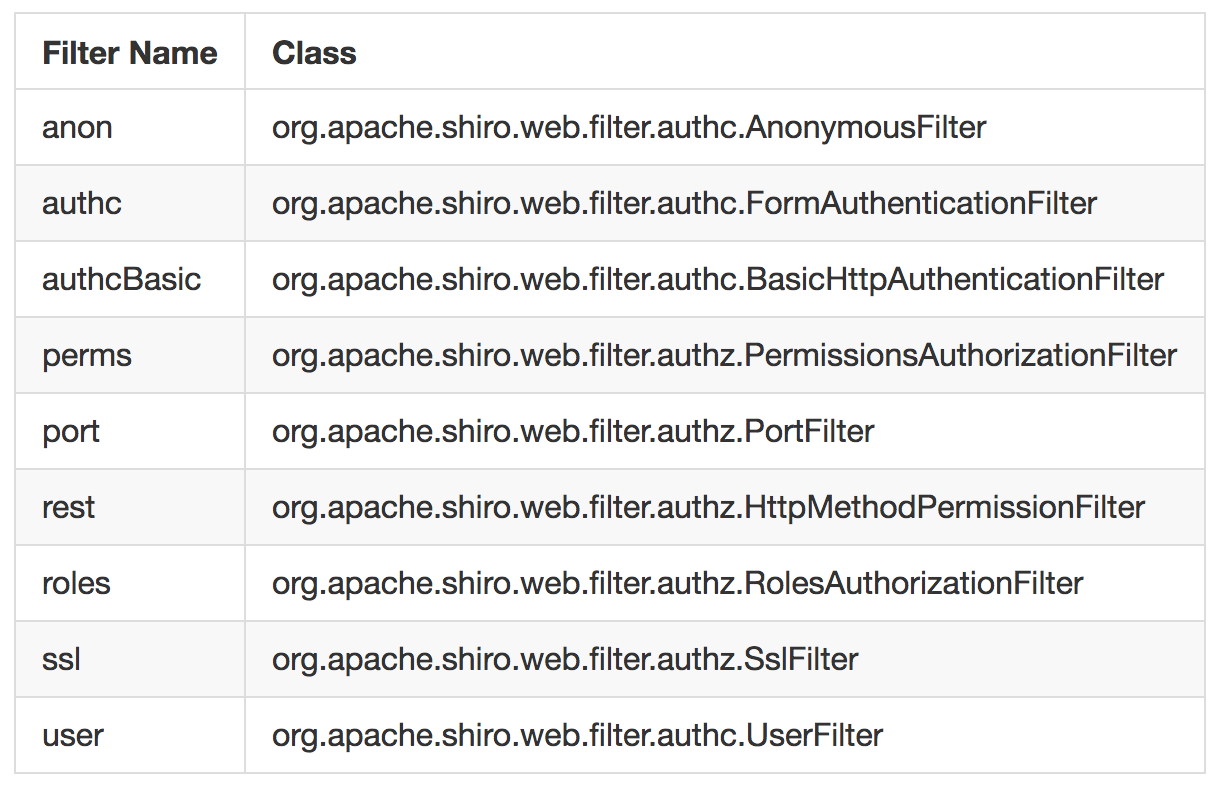 Filter Name Class
anon org.apache.shiro.web.filter.authc.AnonymousFilter
authc org.apache.shiro.web.filter.authc.FormAuthenticationFilter
authcBasic org.apache.shiro.web.filter.authc.BasicHttpAuthenticationFilter
perms org.apache.shiro.web.filter.authz.PermissionsAuthorizationFilter
port org.apache.shiro.web.filter.authz.PortFilter
rest org.apache.shiro.web.filter.authz.HttpMethodPermissionFilter
roles org.apache.shiro.web.filter.authz.RolesAuthorizationFilter
ssl org.apache.shiro.web.filter.authz.SslFilter
user org.apache.shiro.web.filter.authc.UserFilter